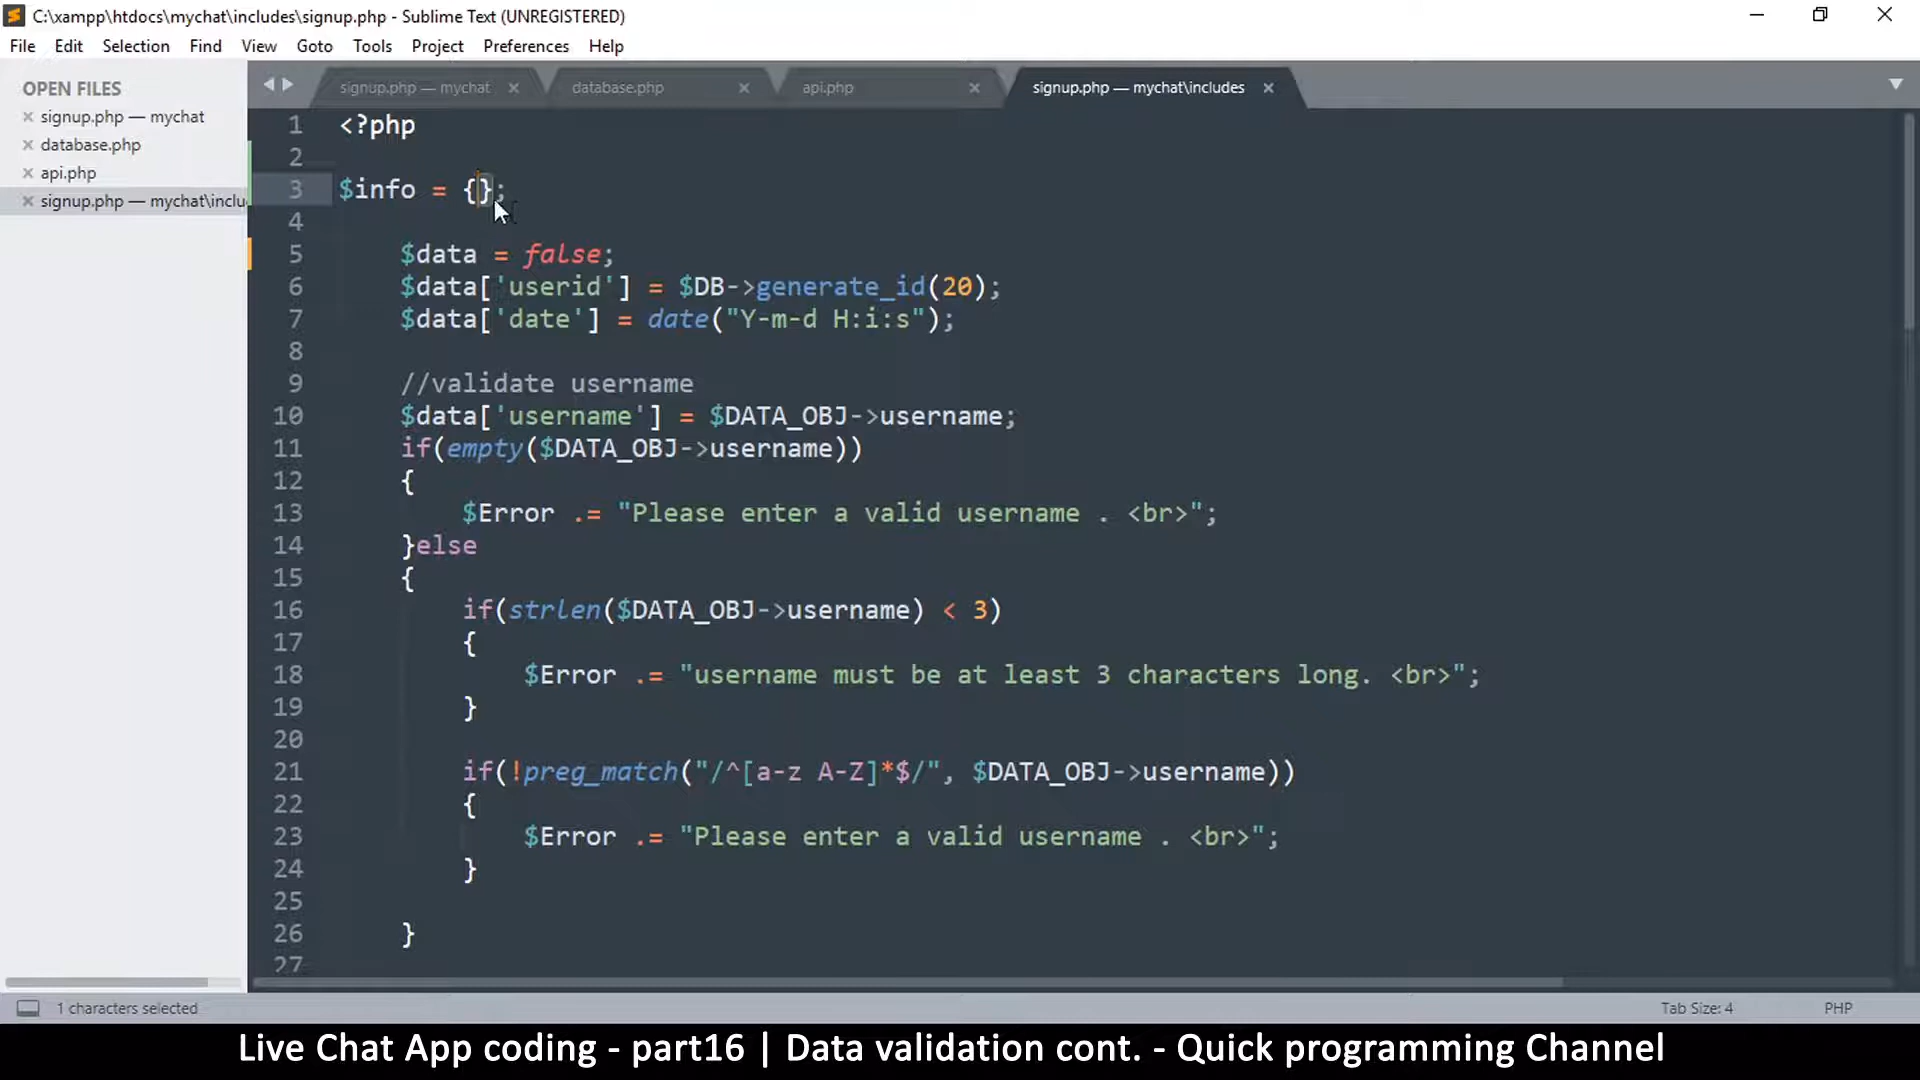 C:\xampp\htdocs\mychat\includes\signup.php - Sublime Text (UNREGISTERED)
File Edit Selection Find View Goto Tools Project Preferences Help
OPEN FILES
signup.php — mychat
database.php
api.php
signup.php — mychat\inclu
signup.php — mychat database.php api.php signup.php — mychat\includes
1 <?php
2
3 $info = {};
4
5 $data = false;
6 $data['userid'] = $DB->generate_id(20);
7 $data['date'] = date("Y-m-d H:i:s");
8
9 //validate username
10 $data['username'] = $DATA_OBJ->username;
11 if(empty($DATA_OBJ->username))
12 {
13 $Error .= "Please enter a valid username . <br>";
14 }else
15 {
16 if(strlen($DATA_OBJ->username) < 3)
17 {
18 $Error .= "username must be at least 3 characters long. <br>";
19 }
20
21 if(!preg_match("/^[a-z A-Z]*$/", $DATA_OBJ->username))
22 {
23 $Error .= "Please enter a valid username . <br>";
24 }
25
26 }
27
1 characters selected Tab Size: 4 PHP
Live Chat App coding - part16 | Data validation cont. - Quick programming Channel